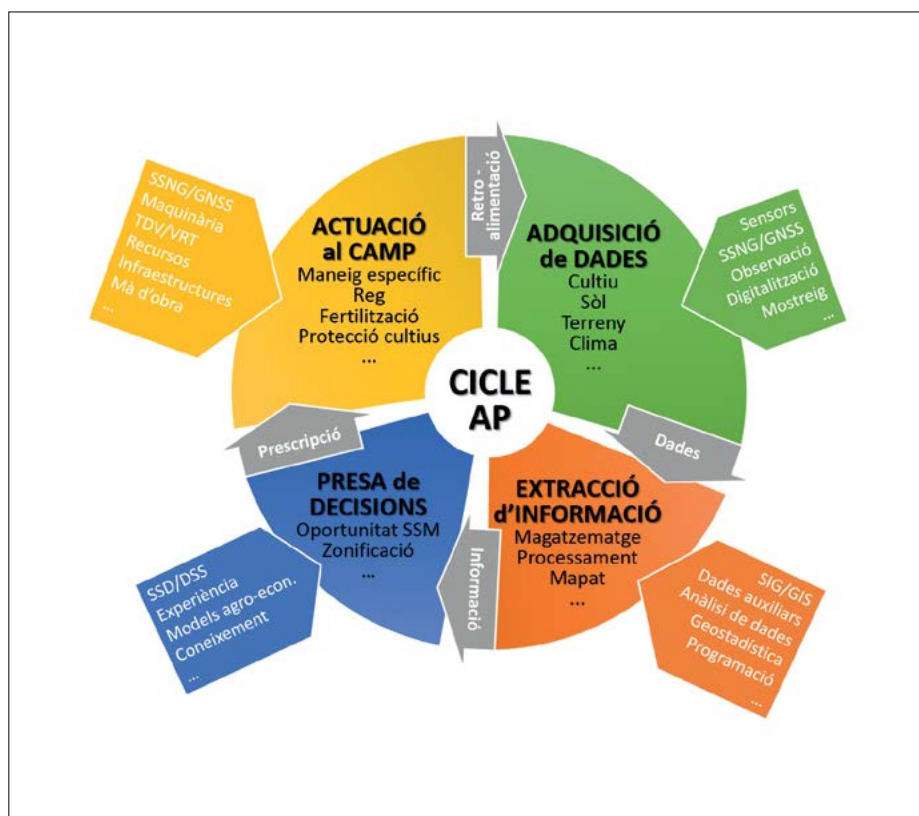 SSNG/GNSS
Maquinària
TDV/VRT
Recursos
Infraestructures
Mà d'obra
...
ACTUACIÓ
al CAMP
Maneig específic
Reg
Fertilització
Protecció cultius
...
Retro -
alimentació
ADQUISICIÓ
de DADES
Cultiu
Sòl
Terreny
Clima
...
Sensors
SSNG/GNSS
Observació
Digitalització
Mostreig
...
CICLE
AP
Prescripció
Dades
PRESA de
DECISIONS
Oportunitat SSM
Zonificació
...
Informació
EXTRACCIÓ
d'INFORMACIÓ
Magatzematge
Processament
Mapat
...
SSD/DSS
Experiència
Models agro-econ.
Coneixement
...
SIG/GIS
Dades auxiliars
Anàlisi de dades
Geostadística
Programació
...